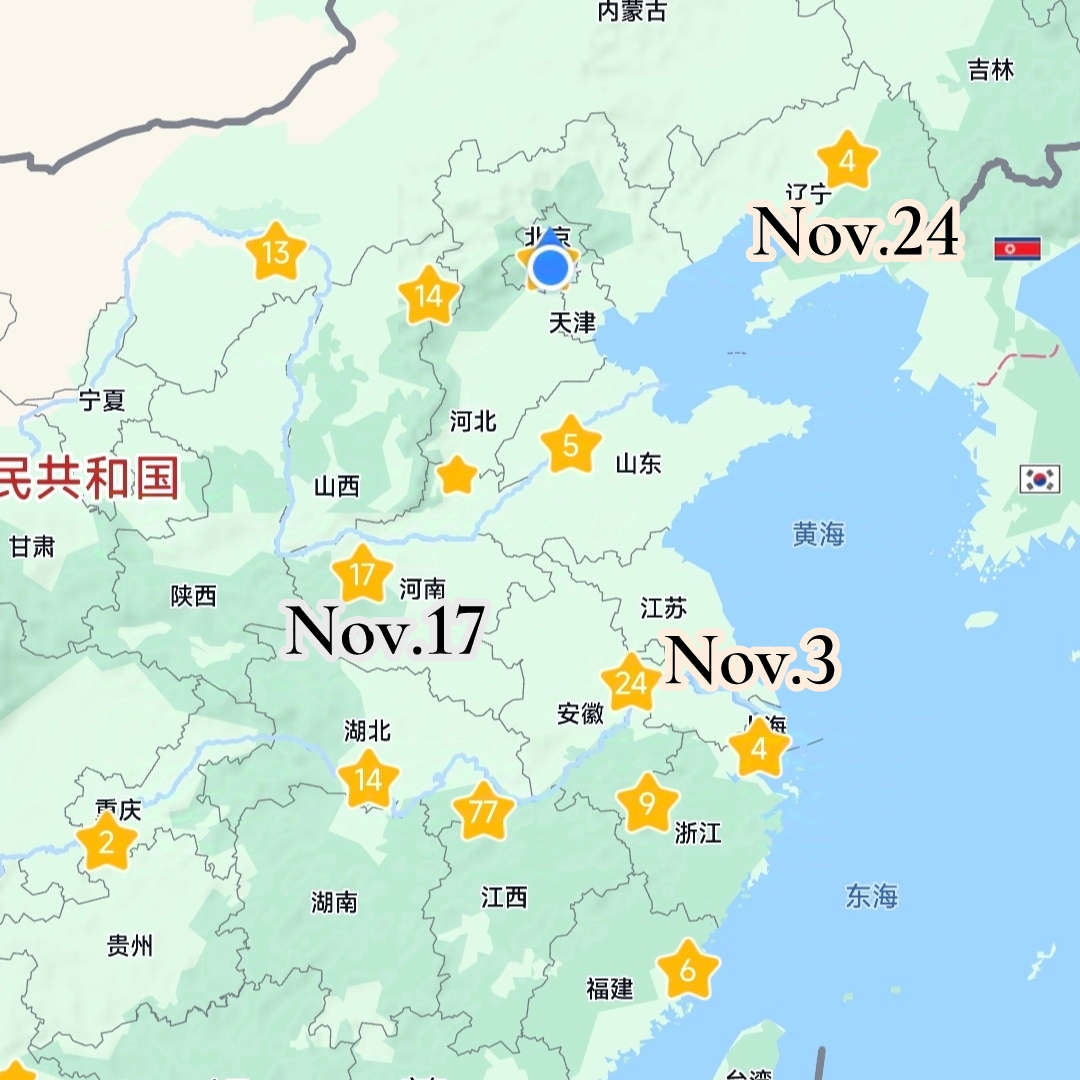 内蒙古
吉林
4
辽宁
Nov.24
北京
13
14
天津
宁夏
河北
5
山东
民共和国
山西
黄海
甘肃
17
河南
陕西
江苏
Nov.17
Nov.3
24
安徽
湖北
4
14
77
9
重庆
浙江
2
江西
东海
湖南
贵州
6
福建
台湾